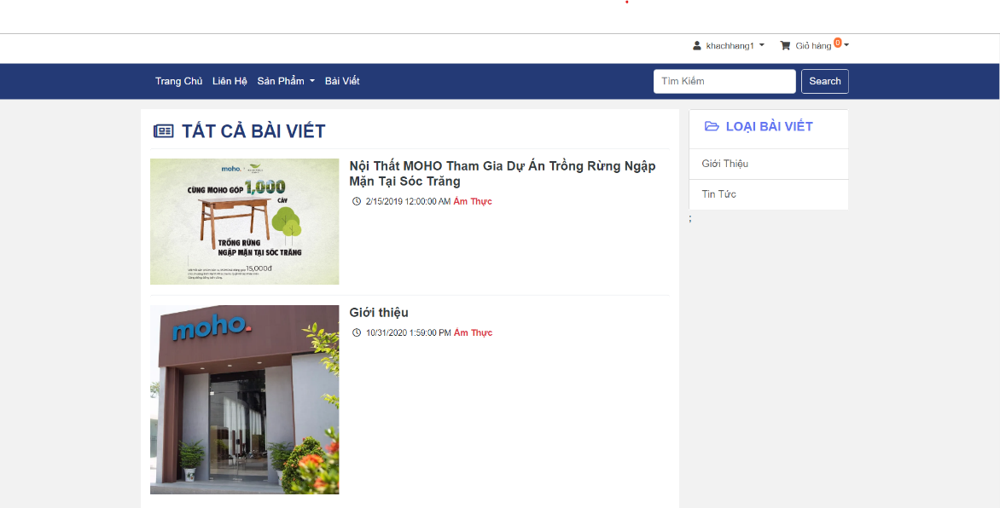 khachhang1
Giỏ hàng 0
Trang Chủ Liên Hệ Sản Phẩm Bài Viết
Tìm Kiếm Search
TẤT CẢ BÀI VIẾT
LOẠI BÀI VIẾT
Giới Thiệu
Tin Tức
;
moho.
CÙNG MOHO GÓP 1,000
CÂY
TRỒNG RỪNG
NGẬP MẶN TẠI SÓC TRĂNG
15,000đ
Nội Thất MOHO Tham Gia Dự Án Trồng Rừng Ngập
Mặn Tại Sóc Trăng
2/15/2019 12:00:00 AM Ẩm Thực
moho.
Giới thiệu
10/31/2020 1:59:00 PM Ẩm Thực